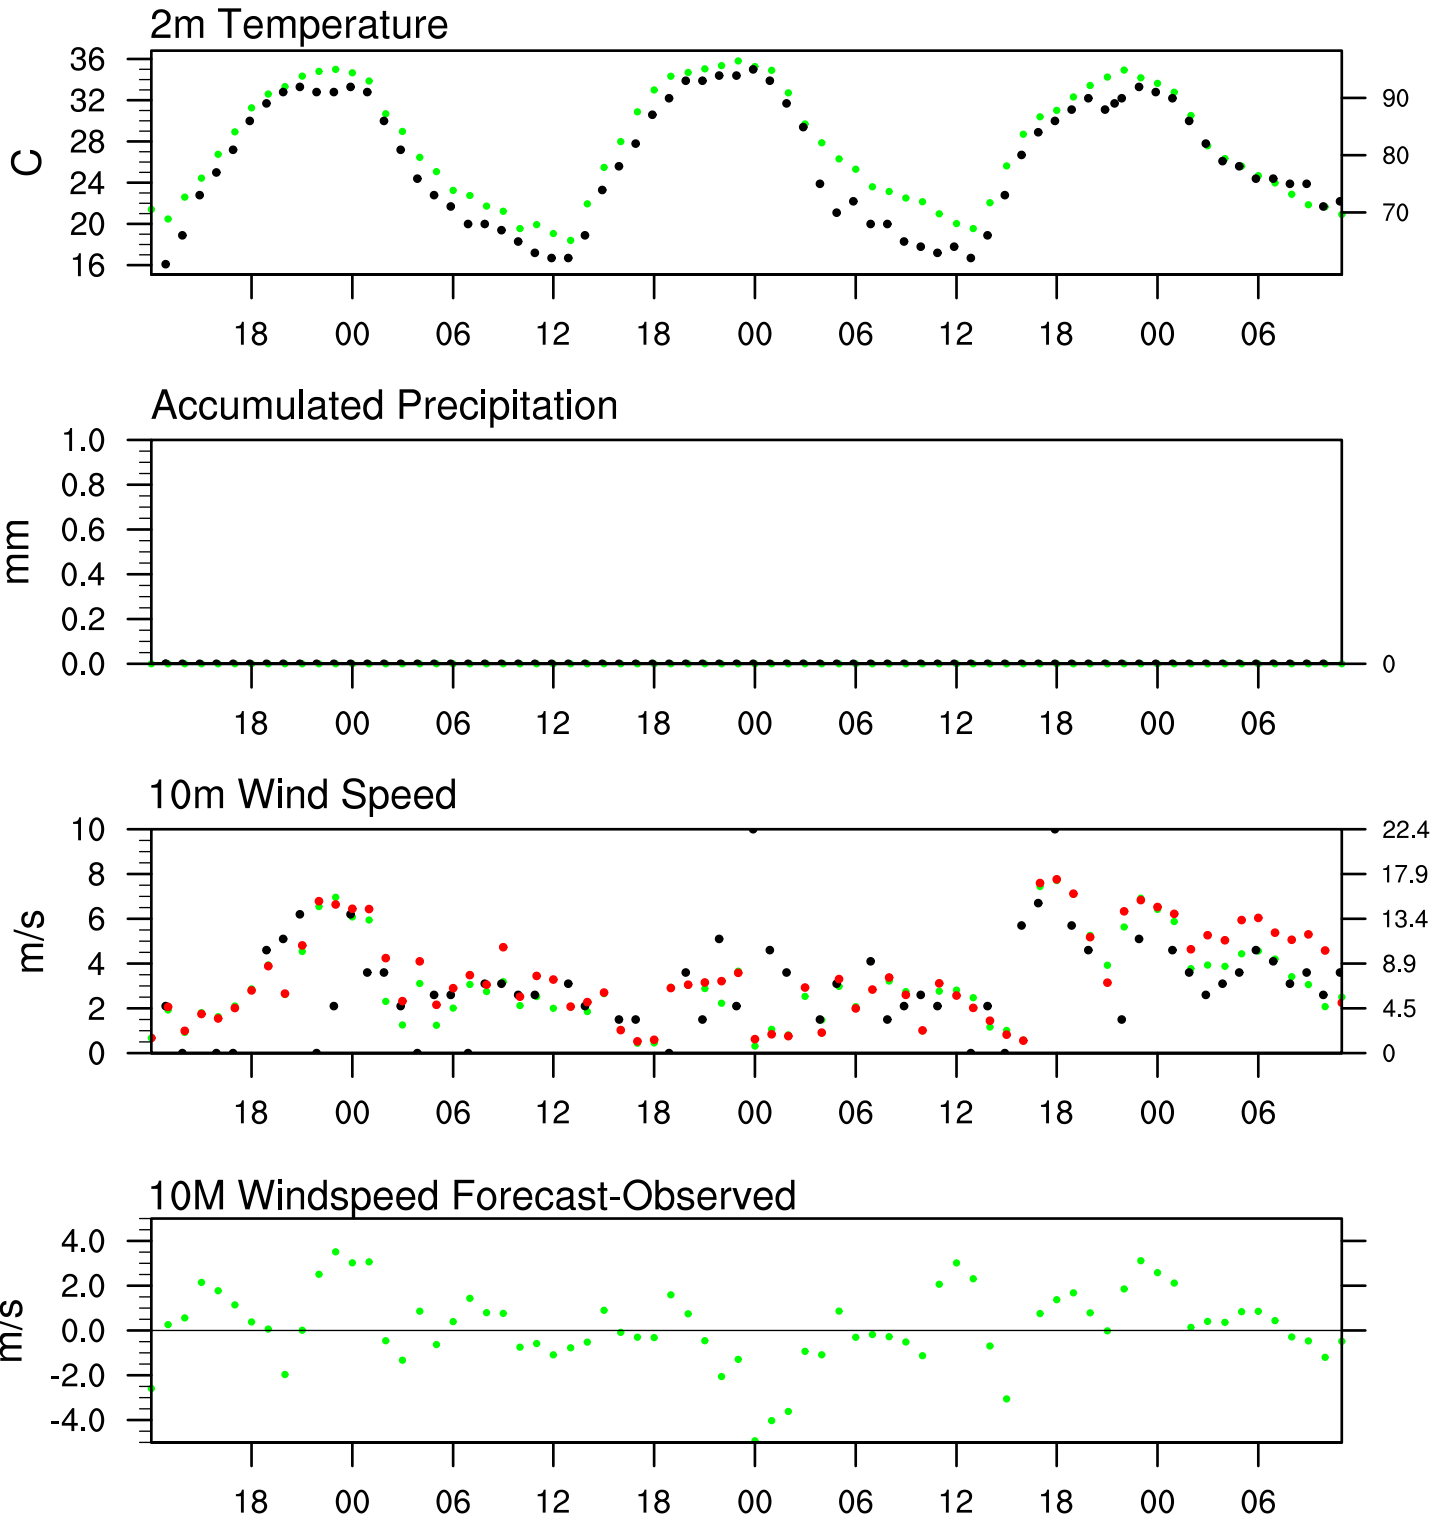 2m Temperature
36
32
28
24
20
16
C
90
80
70
18 00 06 12 18 00 06 12 18 00 06
Accumulated Precipitation
1.0
0.8
0.6
0.4
0.2
0.0
mm
0
18 00 06 12 18 00 06 12 18 00 06
10m Wind Speed
10
8
6
4
2
0
m/s
22.4
17.9
13.4
8.9
4.5
0
18 00 06 12 18 00 06 12 18 00 06
10M Windspeed Forecast-Observed
4.0
2.0
0.0
-2.0
-4.0
m/s
18 00 06 12 18 00 06 12 18 00 06